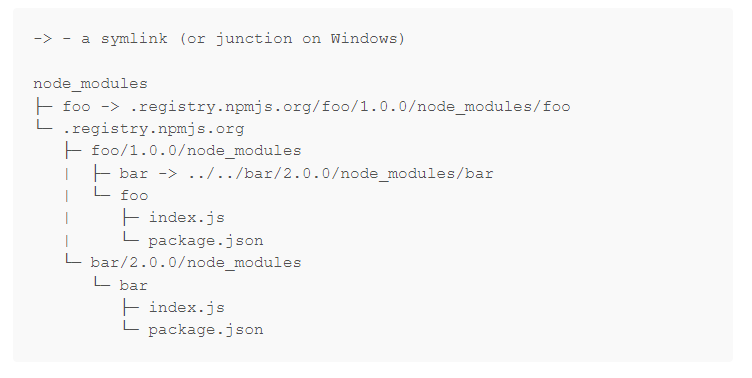 -> - a symlink (or junction on Windows)

node_modules
├─ foo -> .registry.npmjs.org/foo/1.0.0/node_modules/foo
└─ .registry.npmjs.org
   ├─ foo/1.0.0/node_modules
   |  ├─ bar -> ../../bar/2.0.0/node_modules/bar
   |  └─ foo
   |     ├─ index.js
   |     └─ package.json
   └─ bar/2.0.0/node_modules
      └─ bar
         ├─ index.js
         └─ package.json